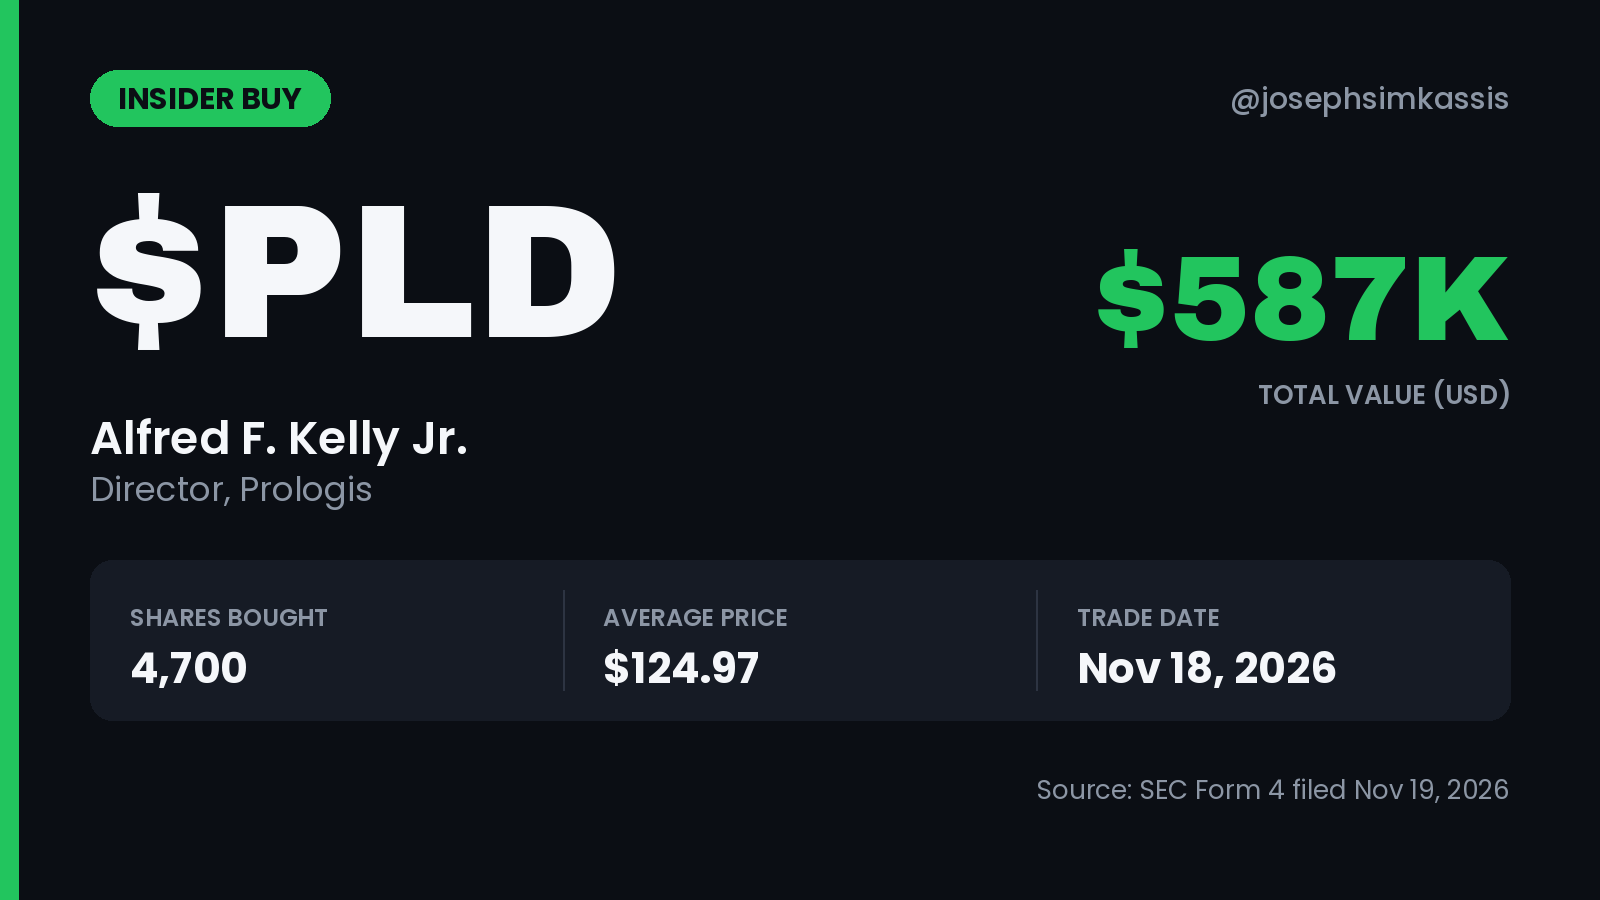 INSIDER BUY
@josephsimkassis
$PLD
$587K
TOTAL VALUE (USD)
Alfred F. Kelly Jr.
Director, Prologis
SHARES BOUGHT
4,700
AVERAGE PRICE
$124.97
TRADE DATE
Nov 18, 2026
Source: SEC Form 4 filed Nov 19, 2026